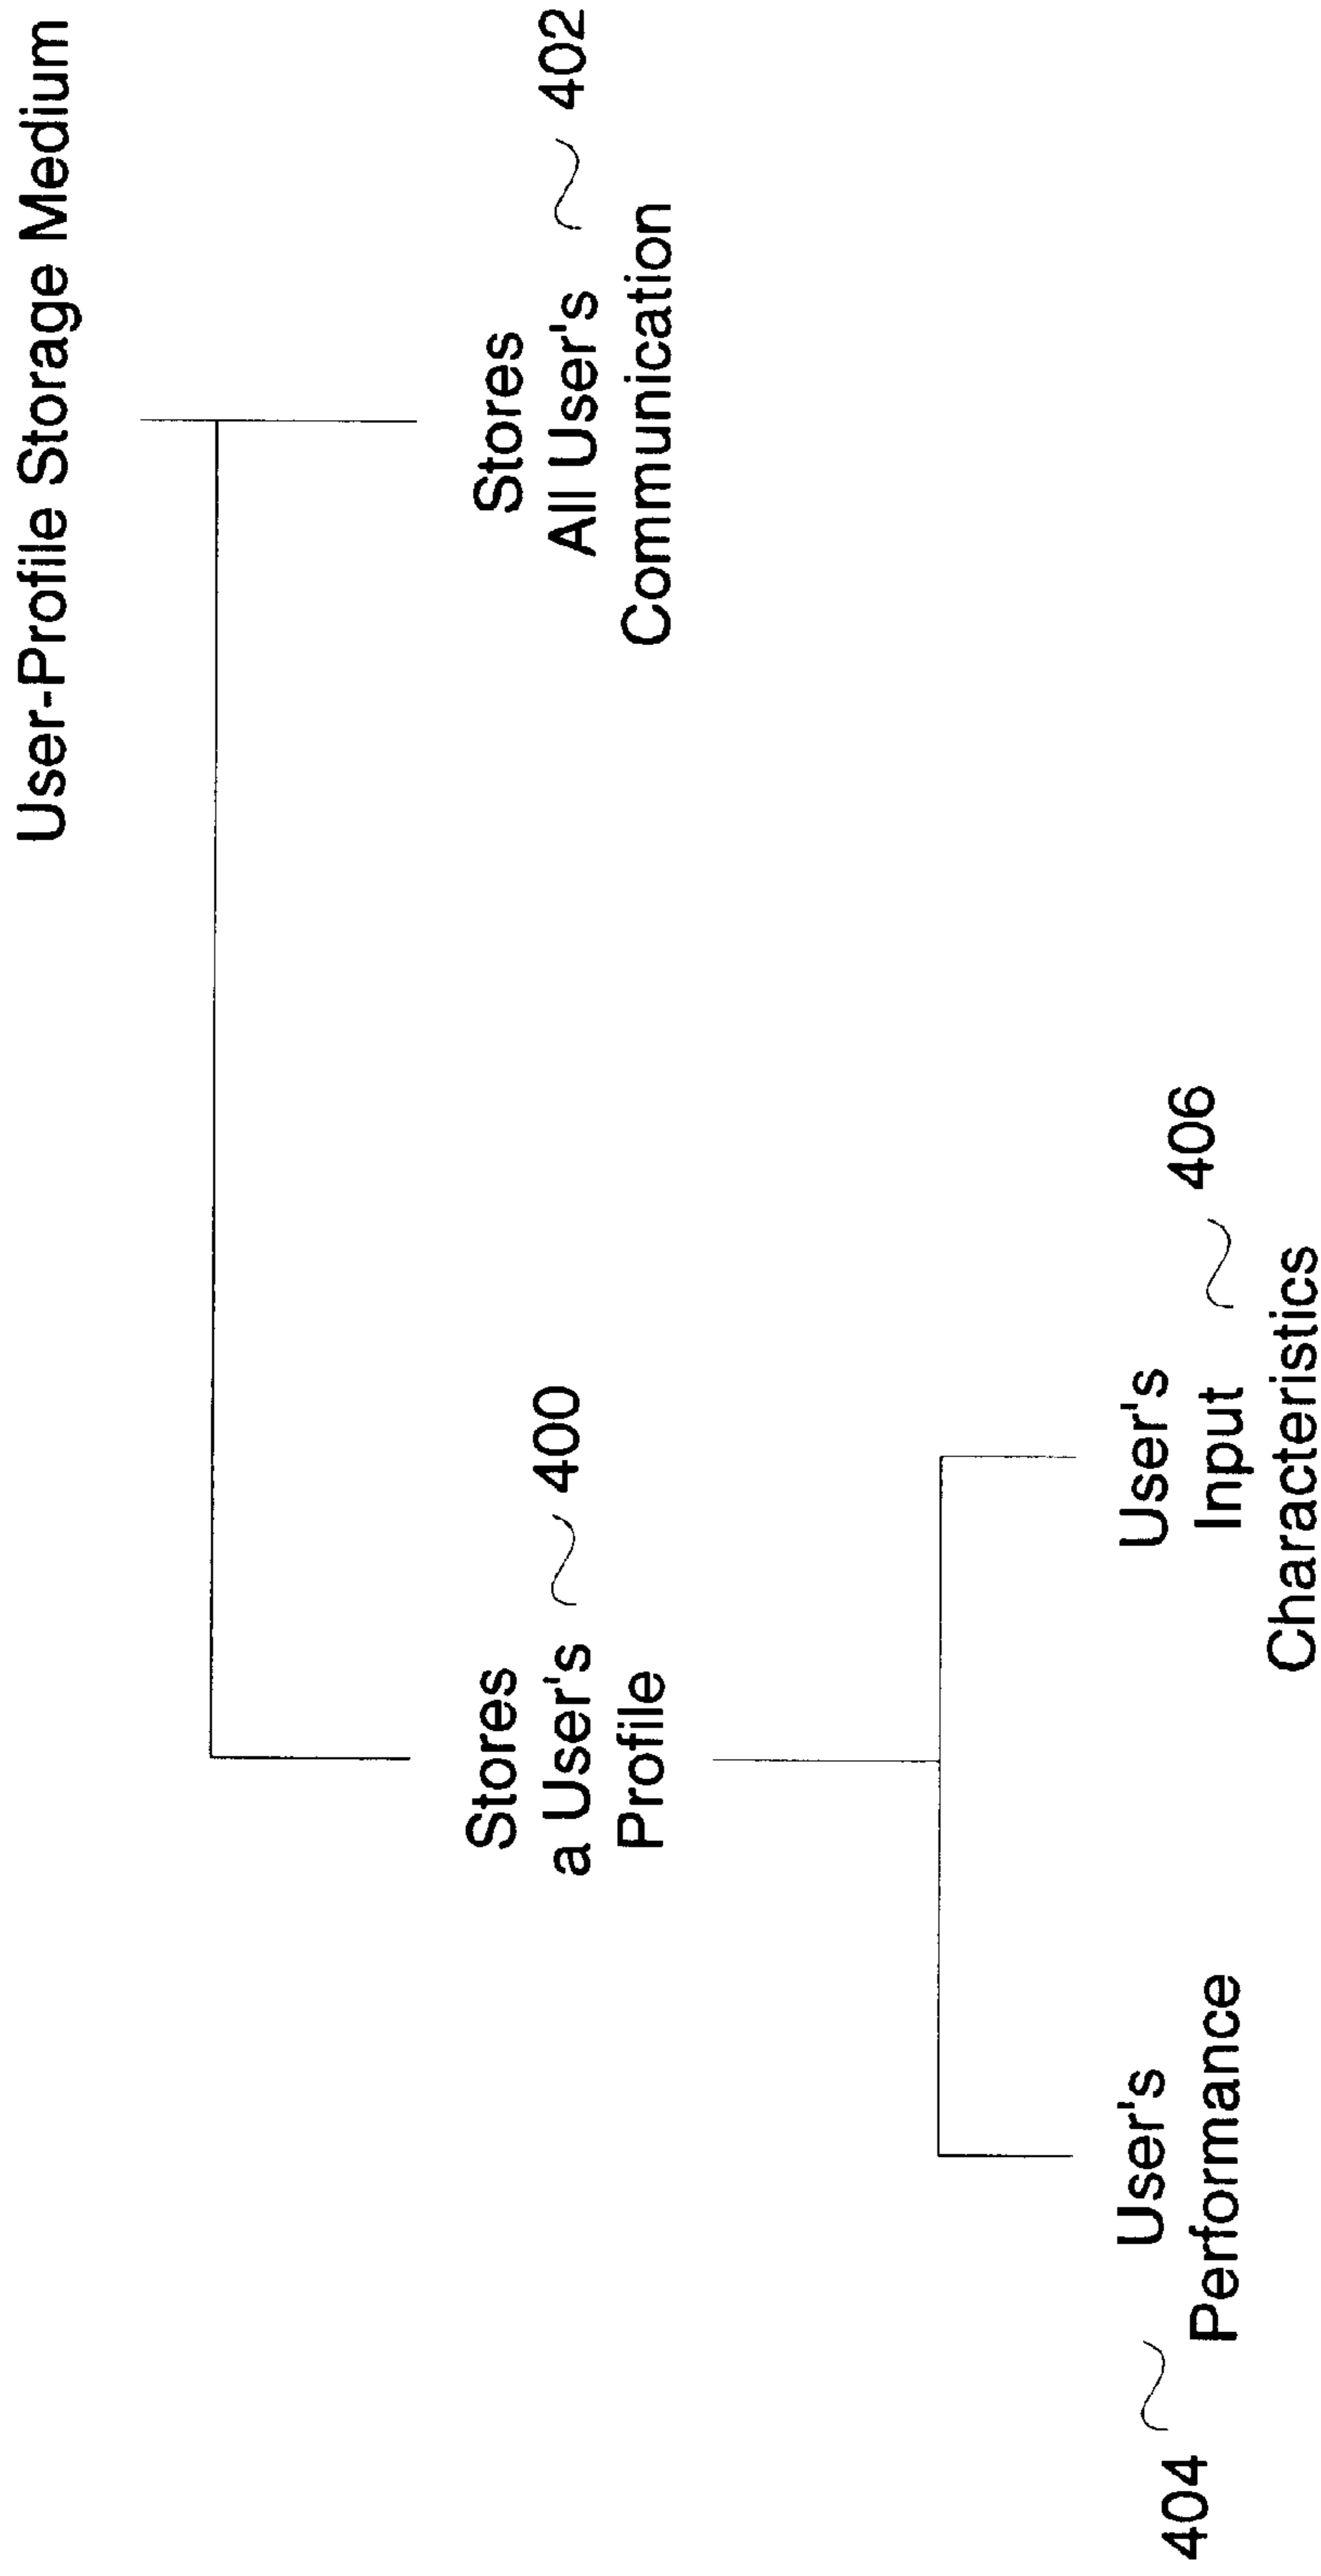 User-Profile Storage Medium
Stores
a User's
Profile
400
Stores
All User's
Communication
402
404
User's
Performance
User's
Input
Characteristics
406